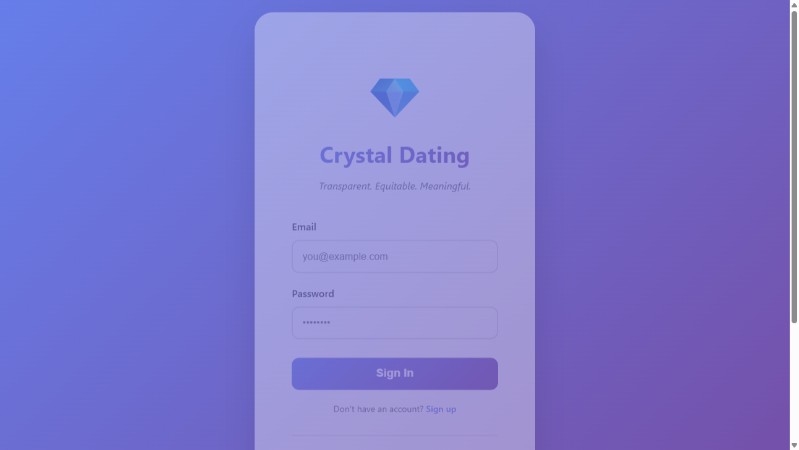 Crystal Dating
Transparent. Equitable. Meaningful.
Email
you@example.com
Password
••••••••
Sign In
Don't have an account? Sign up